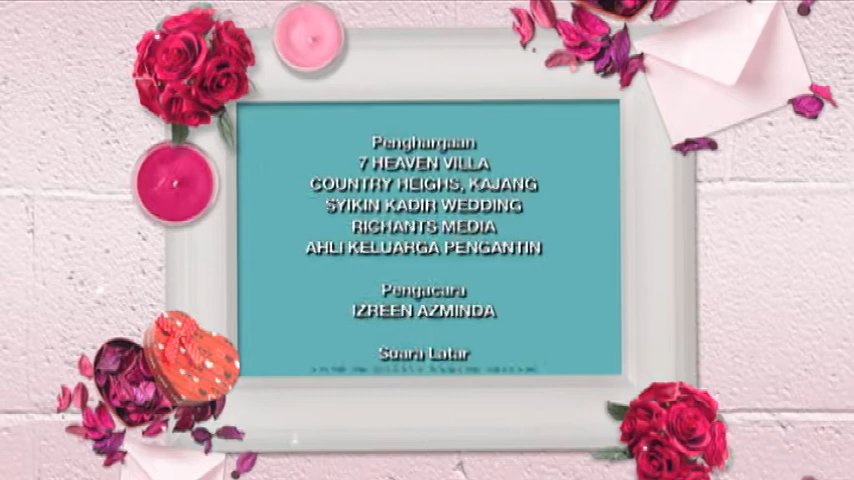 Penghargaan
7 HEAVEN VILLA
COUNTRY HEIGHS, KAJANG
SYIKIN KADIR WEDDING
RICHANTS MEDIA
AHLI KELUARGA PENGANTIN
Pengacara
IZREEN AZMINDA
Suara Latar